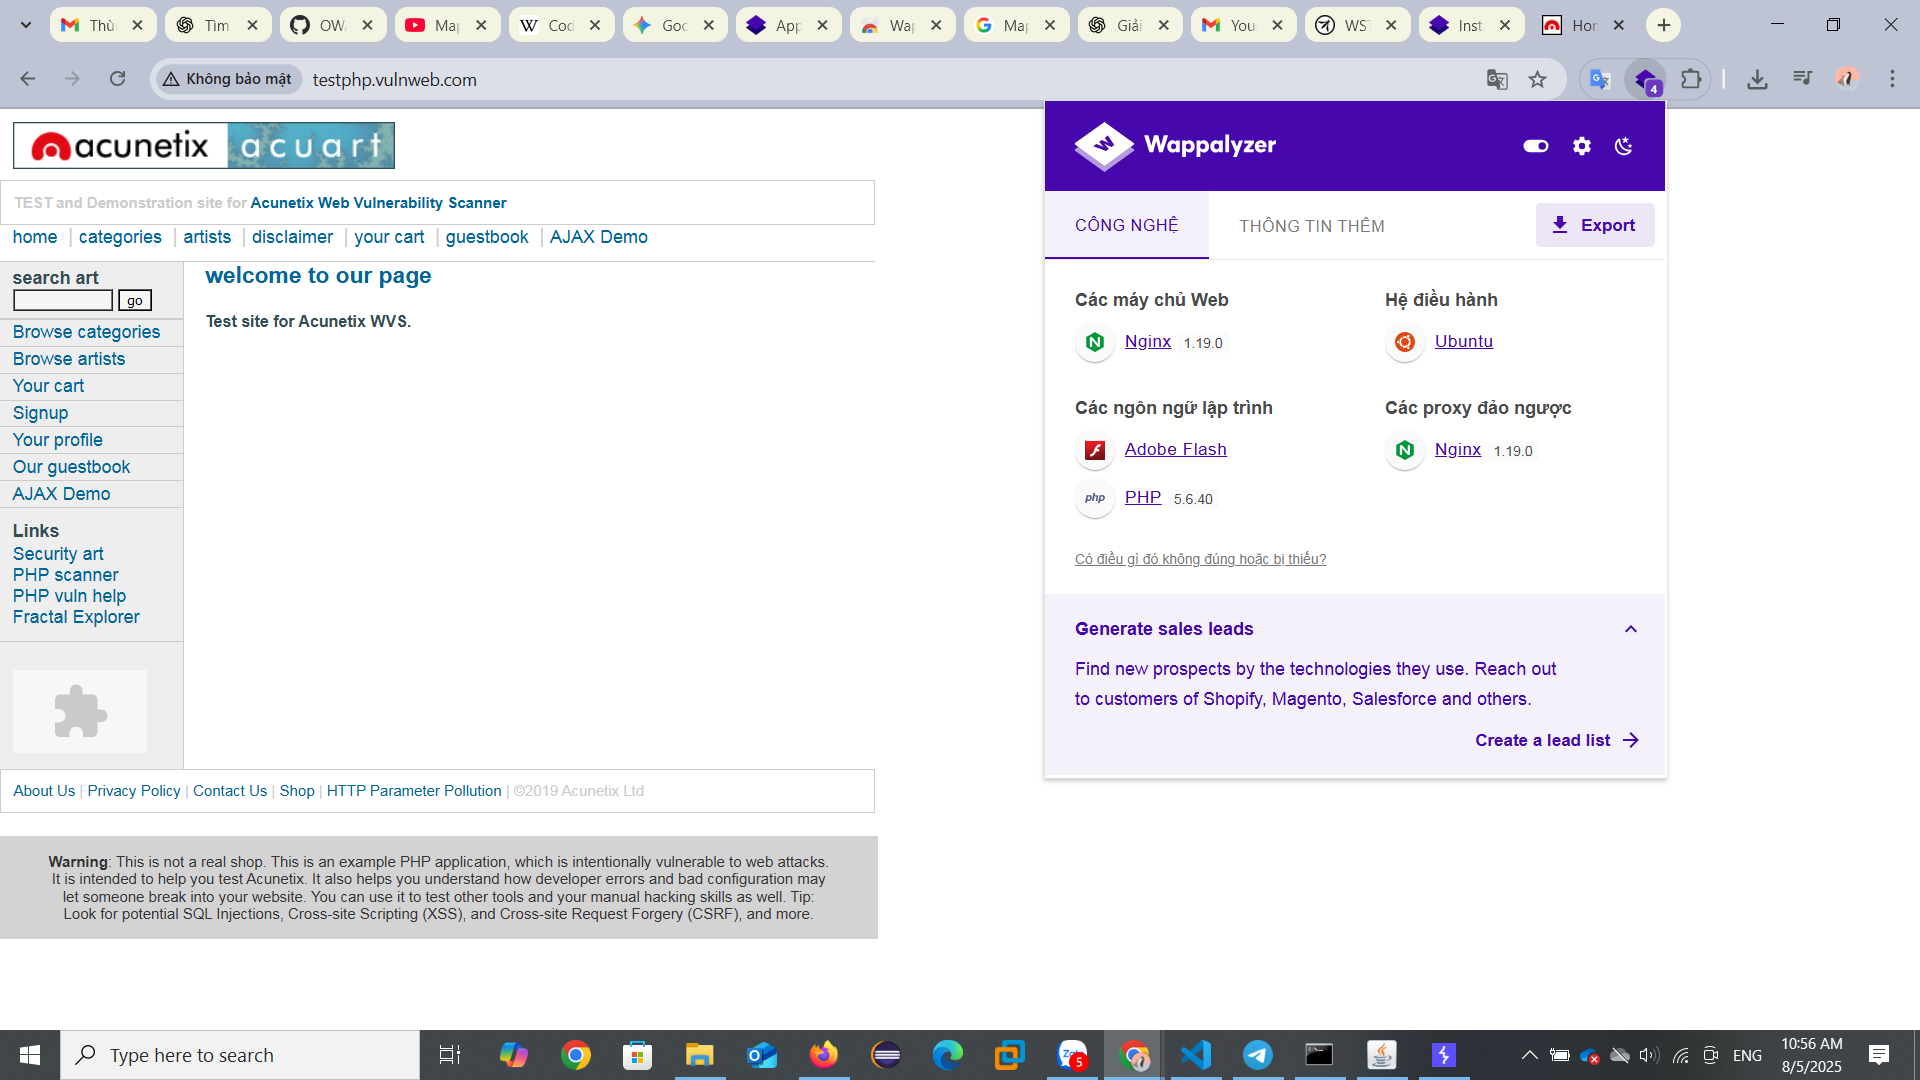 Thù
Tìm
OW
Map
Cod
Goo
App
Wap
Map
Giải
You
WS
Inst
Hor
Không bảo mật
testphp.vulnweb.com
4
acunetix acuart
TEST and Demonstration site for Acunetix Web Vulnerability Scanner
home | categories | artists | disclaimer | your cart | guestbook | AJAX Demo
search art
go
Browse categories
Browse artists
Your cart
Signup
Your profile
Our guestbook
AJAX Demo
Links
Security art
PHP scanner
PHP vuln help
Fractal Explorer
welcome to our page
Test site for Acunetix WVS.
About Us | Privacy Policy | Contact Us | Shop | HTTP Parameter Pollution | ©2019 Acunetix Ltd
Warning: This is not a real shop. This is an example PHP application, which is intentionally vulnerable to web attacks.
It is intended to help you test Acunetix. It also helps you understand how developer errors and bad configuration may
let someone break into your website. You can use it to test other tools and your manual hacking skills as well. Tip:
Look for potential SQL Injections, Cross-site Scripting (XSS), and Cross-site Request Forgery (CSRF), and more.
Wappalyzer
CÔNG NGHỆ
THÔNG TIN THÊM
Export
Các máy chủ Web
Nginx 1.19.0
Hệ điều hành
Ubuntu
Các ngôn ngữ lập trình
Adobe Flash
php PHP 5.6.40
Các proxy đảo ngược
Nginx 1.19.0
Có điều gì đó không đúng hoặc bị thiếu?
Generate sales leads
Find new prospects by the technologies they use. Reach out
to customers of Shopify, Magento, Salesforce and others.
Create a lead list
Type here to search
5
ENG
10:56 AM
8/5/2025